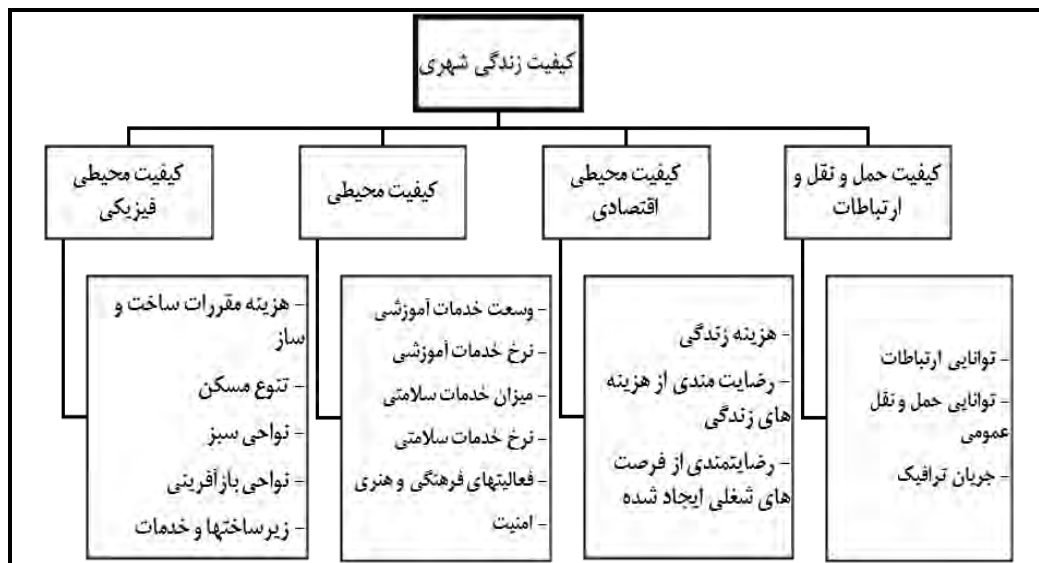 کیفیت زندگی شهری
کیفیت حمل و نقل و
ارتباطات
- توانایی ارتباطات
- توانایی حمل و نقل
عمومی
- جریان ترافیک
کیفیت محیطی
اقتصادی
- هزینه زندگی
- رضایت مندی از هزینه
های زندگی
- رضایتمندی از فرصت
های شغلی ایجاد شده
کیفیت محیطی
- وسعت خدمات آموزشی
- نرخ خدمات آموزشی
- میزان خدمات سلامتی
- نرخ خدمات سلامتی
- فعالیتهای فرهنگی و هنری
- امنیت
کیفیت محیطی
فیزیکی
- هزینه مقررات ساخت و
ساز
- تنوع مسکن
- نواحی سبز
- نواحی بازآفرینی
- زیرساختها و خدمات